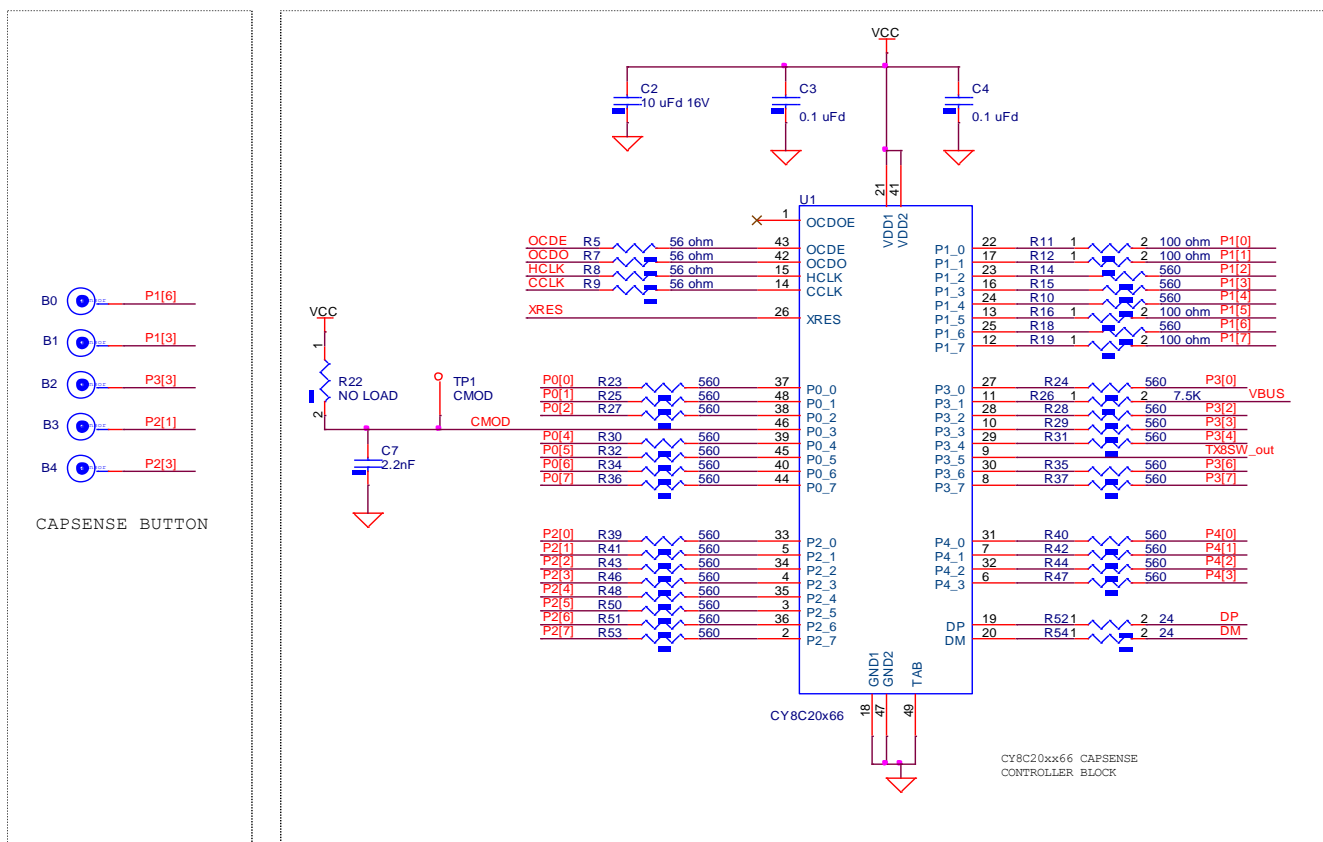 VCC
C2
10 uFd 16V
C3
0.1 uFd
C4
0.1 uFd
21
41
U1
VDD1
VDD2
1
OCDOE
OCDE R5 56 ohm 43 OCDE
OCDO R7 56 ohm 42 OCDO
HCLK R8 56 ohm 15 HCLK
CCLK R9 56 ohm 14 CCLK
XRES 26 XRES
P1_0 22 R11 1 2 100 ohm P1[0]
P1_1 17 R12 1 2 100 ohm P1[1]
P1_2 23 R14 560 P1[2]
P1_3 16 R15 560 P1[3]
P1_4 24 R10 560 P1[4]
P1_5 13 R16 1 2 100 ohm P1[5]
P1_6 25 R18 560 P1[6]
P1_7 12 R19 1 2 100 ohm P1[7]
B0 P1[6]
B1 P1[3]
B2 P3[3]
B3 P2[1]
B4 P2[3]
CAPSENSE BUTTON
VCC
1
R22
NO LOAD
2
TP1
CMOD
C7
2.2nF
P0[0] R23 560 37 P0_0
P0[1] R25 560 48 P0_1
P0[2] R27 560 38 P0_2
CMOD 46 P0_3
P0[4] R30 560 39 P0_4
P0[5] R32 560 45 P0_5
P0[6] R34 560 40 P0_6
P0[7] R36 560 44 P0_7
P3_0 27 R24 560 P3[0]
P3_1 11 R26 1 2 7.5K VBUS
P3_2 28 R28 560 P3[2]
P3_3 10 R29 560 P3[3]
P3_4 29 R31 560 P3[4]
P3_5 9 TX8SW_out
P3_6 30 R35 560 P3[6]
P3_7 8 R37 560 P3[7]
P2[0] R39 560 33 P2_0
P2[1] R41 560 5 P2_1
P2[2] R43 560 34 P2_2
P2[3] R46 560 4 P2_3
P2[4] R48 560 35 P2_4
P2[5] R50 560 3 P2_5
P2[6] R51 560 36 P2_6
P2[7] R53 560 2 P2_7
P4_0 31 R40 560 P4[0]
P4_1 7 R42 560 P4[1]
P4_2 32 R44 560 P4[2]
P4_3 6 R47 560 P4[3]
DP 19 R52 1 2 24 DP
DM 20 R54 1 2 24 DM
GND1
GND2
TAB
18
47
49
CY8C20x66
CY8C20xx66 CAPSENSE
CONTROLLER BLOCK